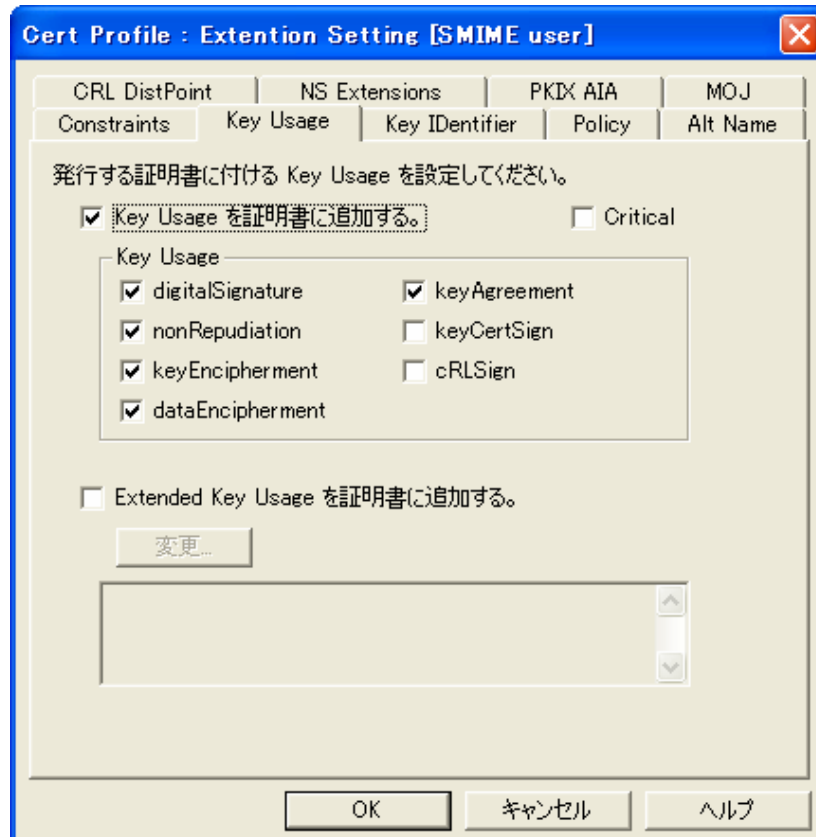 Cert Profile : Extention Setting [SMIME user]
CRL DistPoint NS Extensions PKIX AIA MOJ
Constraints Key Usage Key IDentifier Policy Alt Name
発行する証明書に付ける Key Usage を設定してください。
Key Usage を証明書に追加する。 Critical
Key Usage
digitalSignature keyAgreement
nonRepudiation keyCertSign
keyEncipherment cRLSign
dataEncipherment
Extended Key Usage を証明書に追加する。
変更...
OK キャンセル ヘルプ